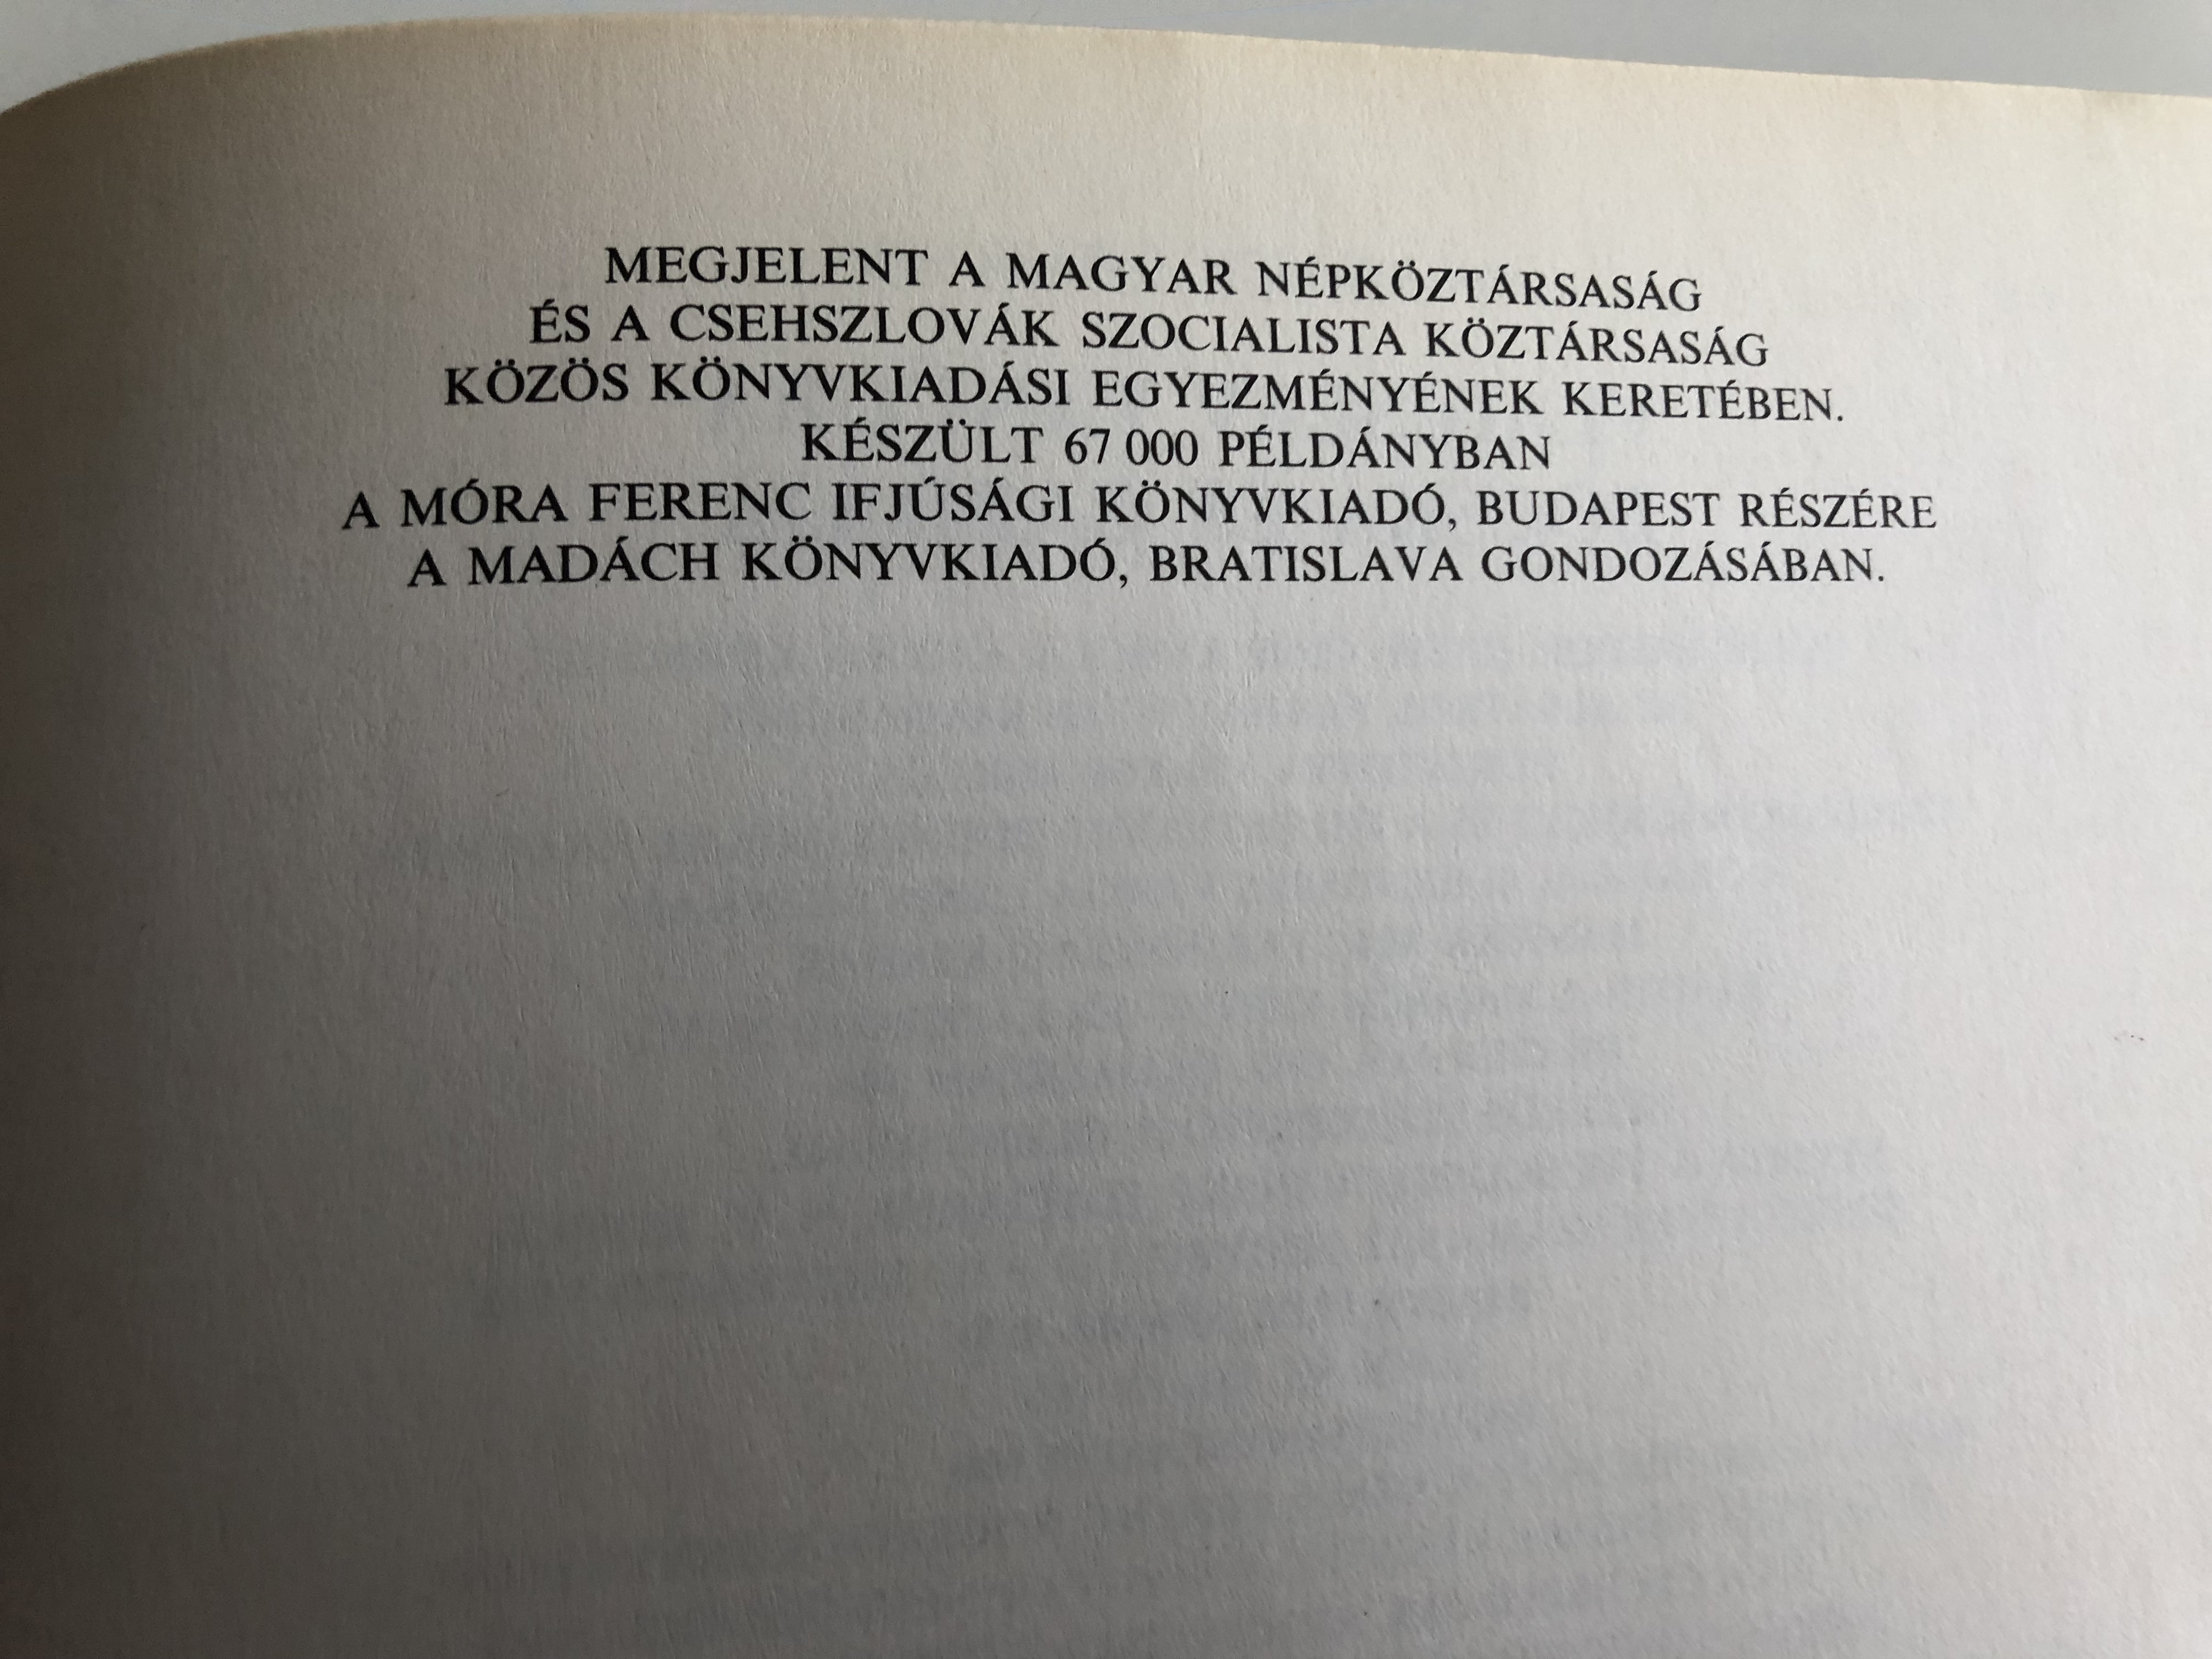 MEGJELENT A MAGYAR NÉPKÖZTÁRSASÁG
ÉS A CSEHSZLOVÁK SZOCIALISTA KÖZTÁRSASÁG
KÖZÖS KÖNYVKIADÁSI EGYEZMÉNYÉNEK KERETÉBEN.
KÉSZÜLT 67 000 PÉLDÁNYBAN
A MÓRA FERENC IFJÚSÁGI KÖNYVKIADÓ, BUDAPEST RÉSZÉRE
A MADÁCH KÖNYVKIADÓ, BRATISLAVA GONDOZÁSÁBAN.